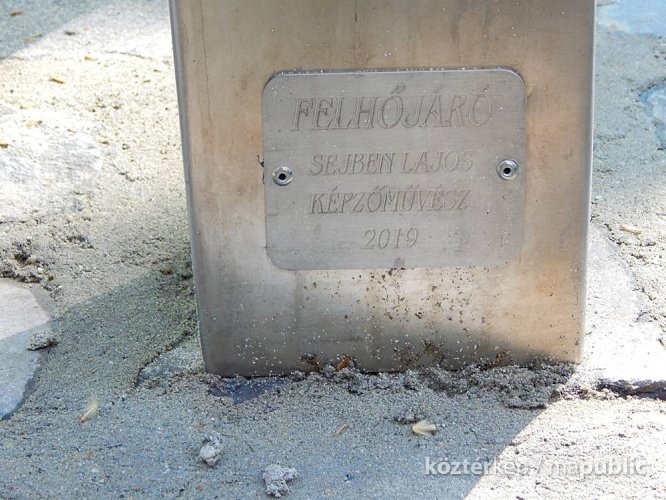 FELHŐJÁRÓ
SEJBEN LAJOS
KÉPZŐMŰVÉSZ
2019
köztérkép / mapublic